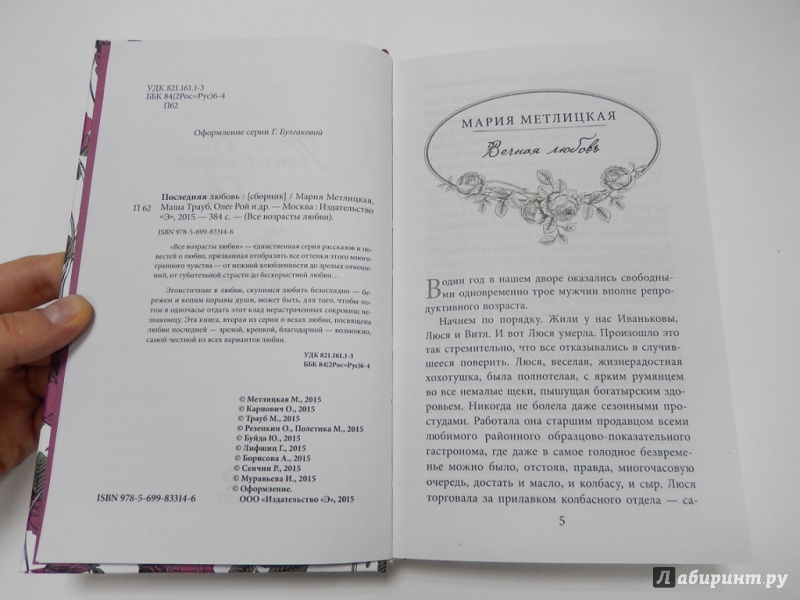 УДК 821.161.1-3
ББК 84(2Рос=Рус)6-4
П62
Оформление серии Г. Булгаковой
Последняя любовь : [сборник] / Мария Метлицкая,
П 62 Маша Трауб, Олег Рой и др. — Москва : Издательство
«Э», 2015. — 384 с. — (Все возрасты любви).
ISBN 978-5-699-83314-6
«Все возрасты любви» — единственная серия рассказов и по-
вестей о любви, призванная отобразить все оттенки этого много-
гранного чувства — от нежной влюбленности до зрелых отноше-
ний, от губительной страсти до бескорыстной любви…
Эгоистичные в любви, скупимся любить безоглядно — бе-
режем и копим порывы души, может быть, для того, чтобы по-
том в одночасье отдать этот клад нерастраченных сокровищ не-
знакомцу. Эта книга, вторая из серии о вехах любви, посвящена
любви последней — зрелой, крепкой, благодарной — возможно,
самой честной из всех вариантов любви.
УДК 821.161.1-3
ББК 84(2Рос=Рус)6-4
© Метлицкая М., 2015
© Карпович О., 2015
© Трауб М., 2015
© Резепкин О., Полетика М., 2015
© Буйда Ю., 2015
© Лифшиц Г., 2015
© Борисова А., 2015
© Сенчин Р., 2015
© Муравьева И., 2015
© Оформление.
ISBN 978-5-699-83314-6 ООО «Издательство «Э», 2015
МАРИЯ МЕТЛИЦКАЯ
Вечная любовь
В один год в нашем дворе оказались свободны-
ми одновременно трое мужчин вполне репро-
дуктивного возраста.
Начнем по порядку. Жили у нас Иваньковы,
Люся и Витя. И вот Люся умерла. Произошло это
так стремительно, что все отказывались в случив-
шееся поверить. Люся, веселая, жизнерадостная
хохотушка, была полнотелая, с ярким румянцем
во все немалые щеки, пышущая богатырским здо-
ровьем. Никогда не болела даже сезонными про-
студами. Работала она старшим продавцом всеми
любимого районного образцово-показательного
гастронома, где даже в самое голодное безвреме-
нье можно было, отстояв, правда, многочасовую
очередь, достать и масло, и колбасу, и сыр. Люся
торговала за прилавком колбасного отдела — са-
5
Лабиринт.ру